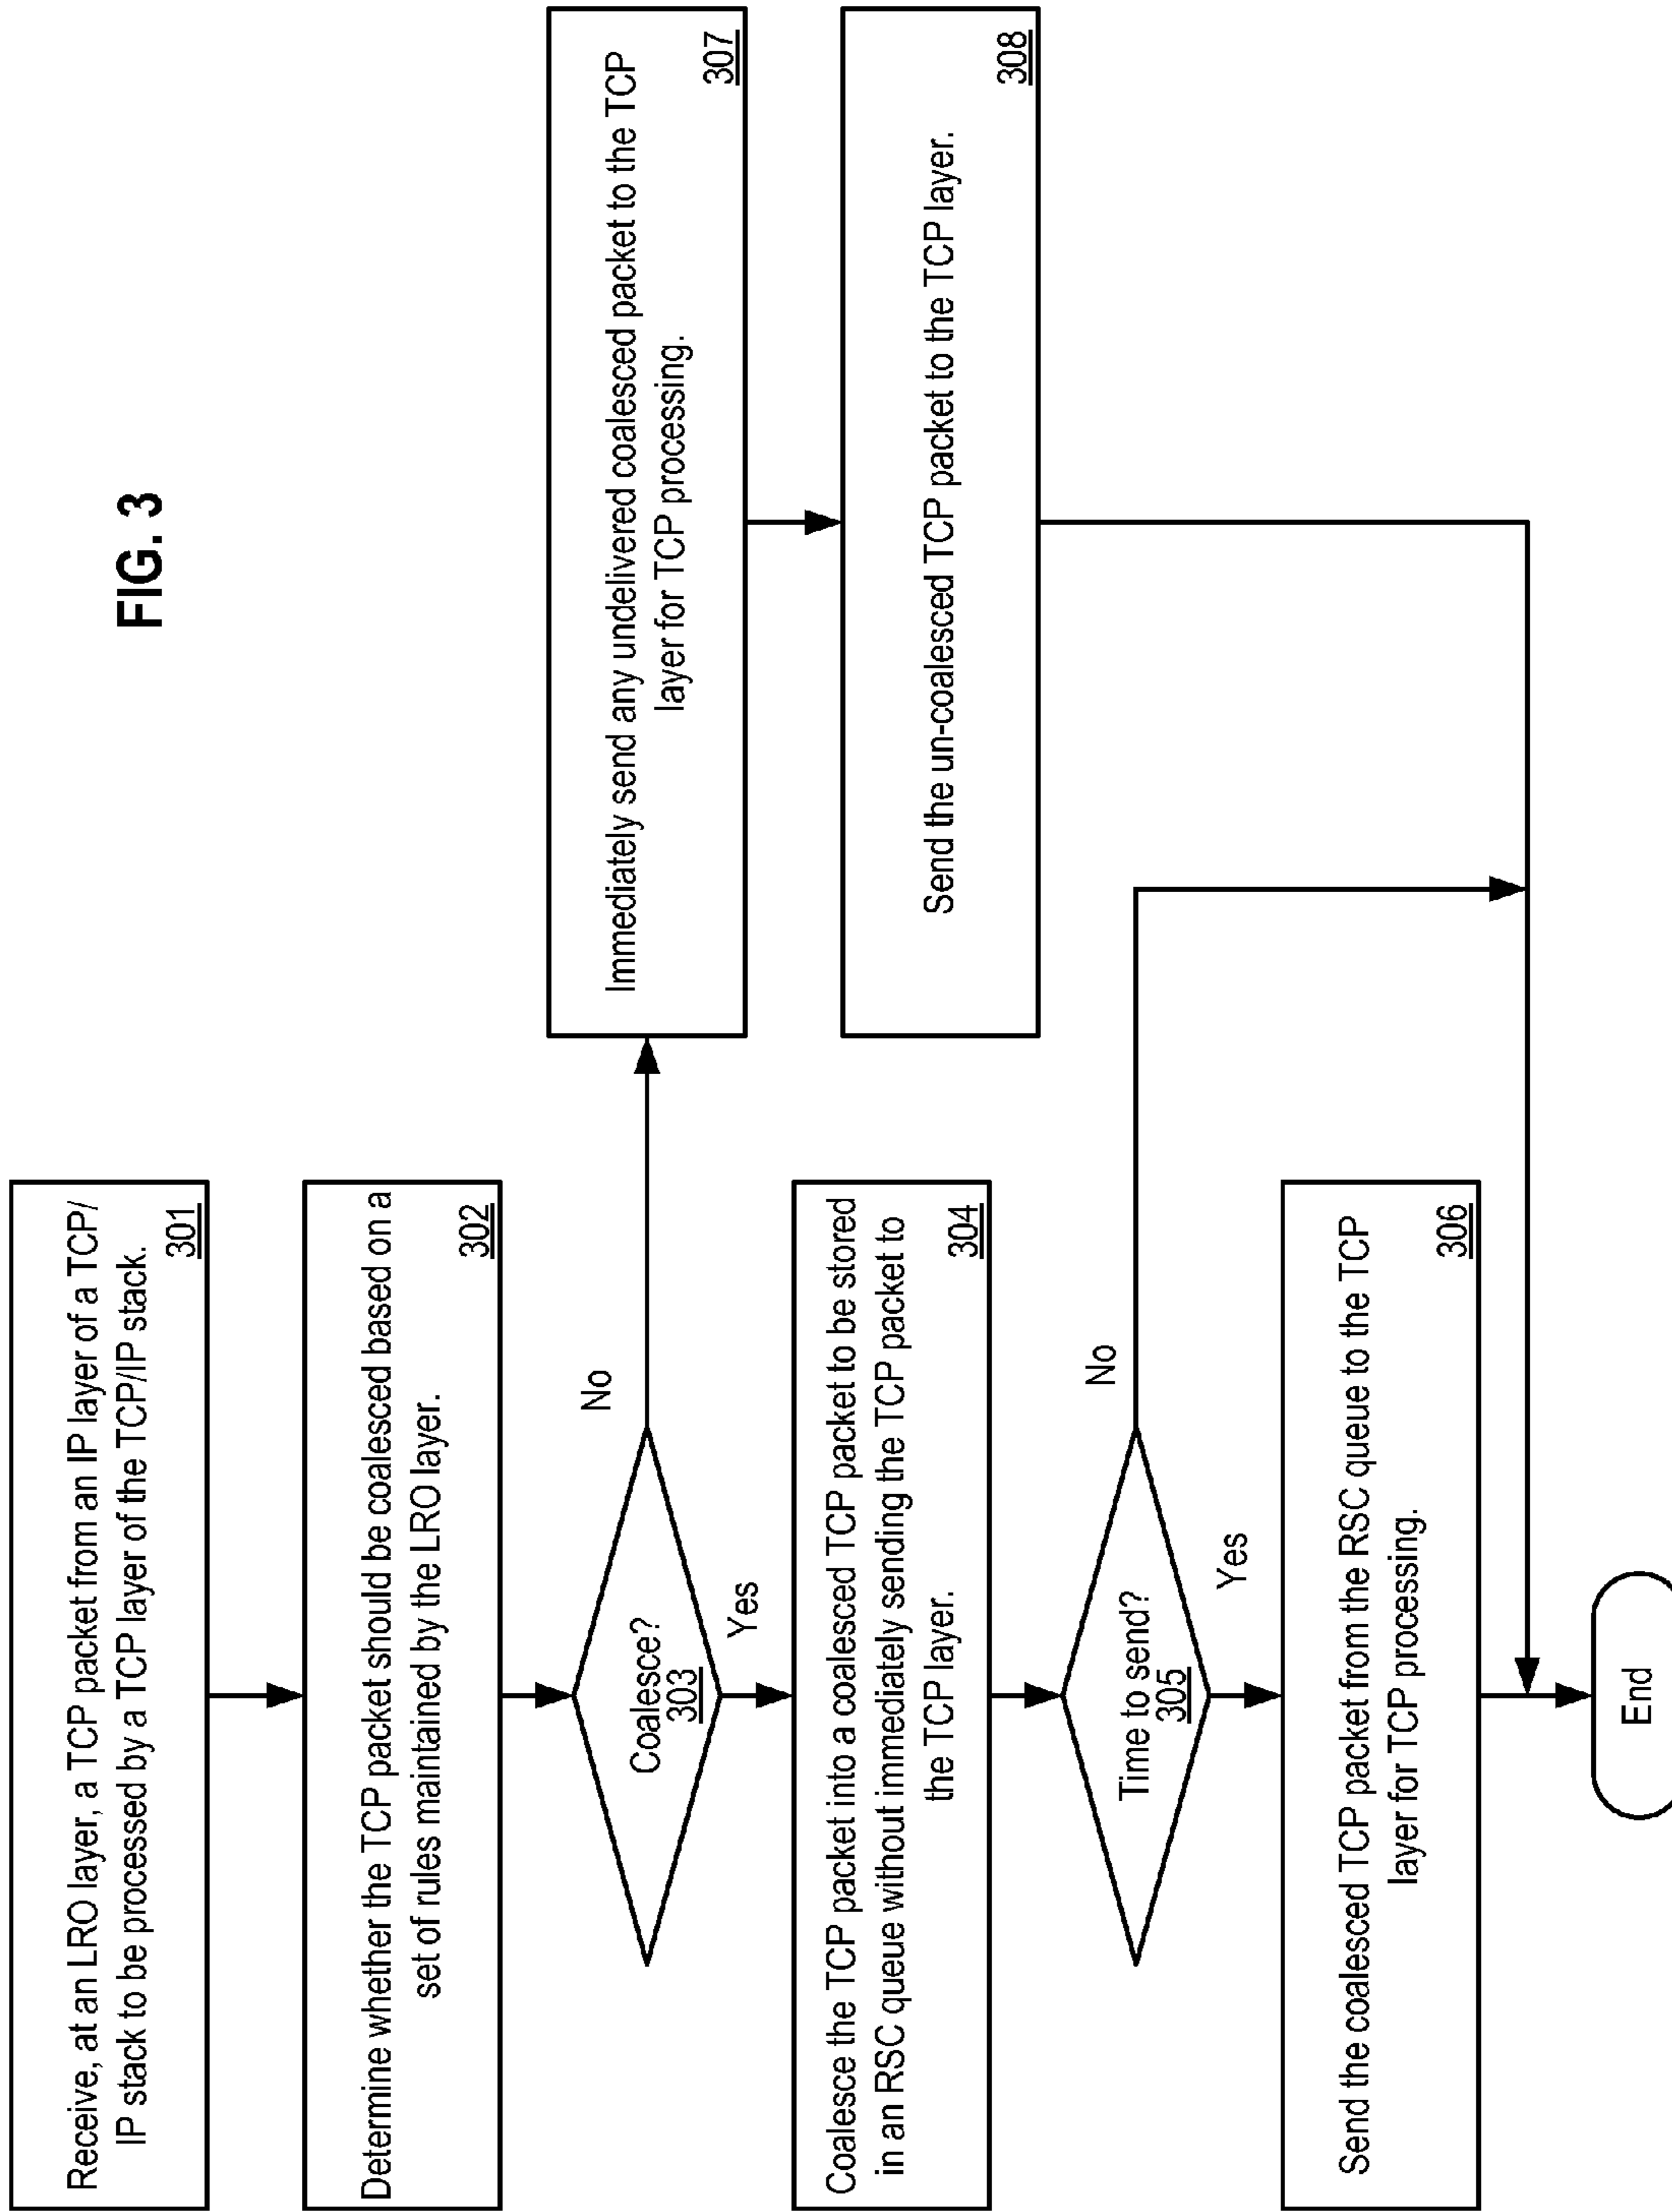 FIG. 3
Receive, at an LRO layer, a TCP packet from an IP layer of a TCP/
IP stack to be processed by a TCP layer of the TCP/IP stack.
301
Determine whether the TCP packet should be coalesced based on a
set of rules maintained by the LRO layer.
302
Coalesce?
303
No
Yes
Immediately send any undelivered coalesced packet to the TCP
layer for TCP processing.
307
Send the un-coalesced TCP packet to the TCP layer.
308
Coalesce the TCP packet into a coalesced TCP packet to be stored
in an RSC queue without immediately sending the TCP packet to
the TCP layer.
304
Time to send?
305
No
Yes
Send the coalesced TCP packet from the RSC queue to the TCP
layer for TCP processing.
306
End